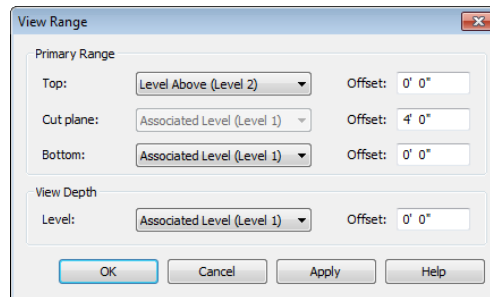 View Range
Primary Range
Top: Level Above (Level 2) Offset: 0' 0"
Cut plane: Associated Level (Level 1) Offset: 4' 0"
Bottom: Associated Level (Level 1) Offset: 0' 0"
View Depth
Level: Associated Level (Level 1) Offset: 0' 0"
OK Cancel Apply Help